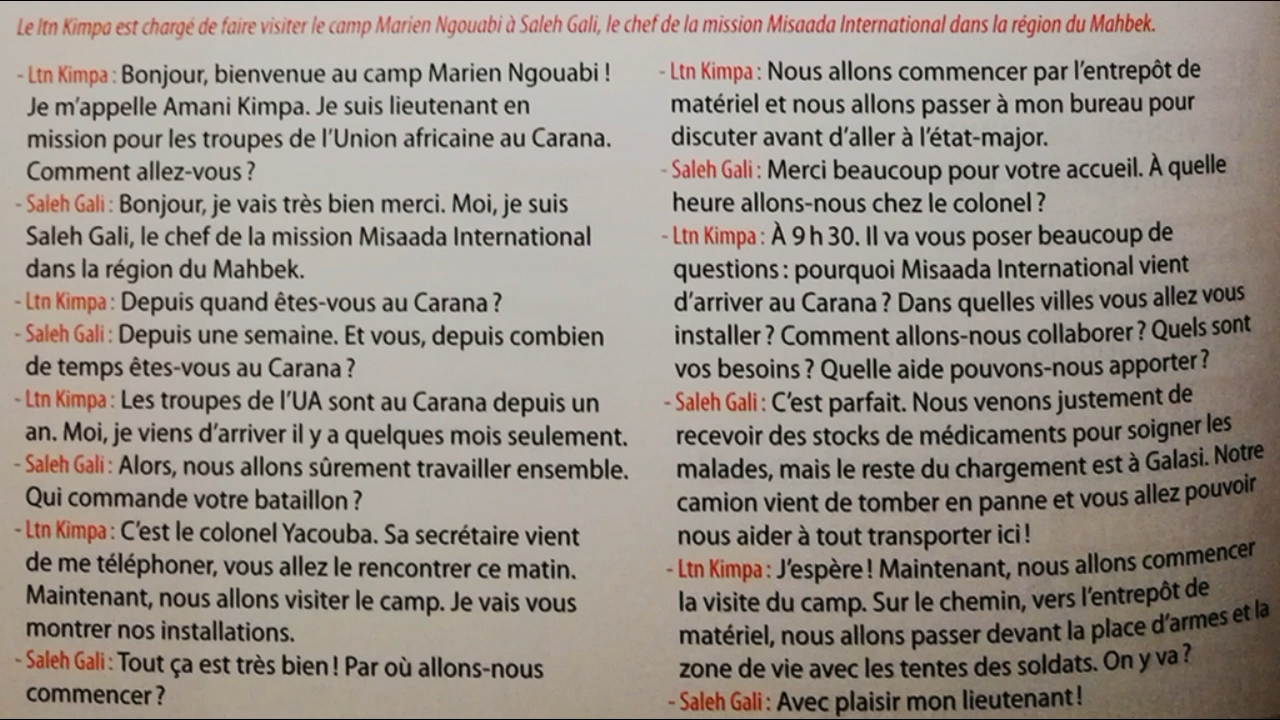 Le ltn Kimpa est chargé de faire visiter le camp Marien Ngouabi à Saleh Gali, le chef de la mission Misaada International dans la région du Mahbek.
- Ltn Kimpa : Bonjour, bienvenue au camp Marien Ngouabi !
Je m’appelle Amani Kimpa. Je suis lieutenant en
mission pour les troupes de l’Union africaine au Carana.
Comment allez-vous ?
- Saleh Gali : Bonjour, je vais très bien merci. Moi, je suis
Saleh Gali, le chef de la mission Misaada International
dans la région du Mahbek.
- Ltn Kimpa : Depuis quand êtes-vous au Carana ?
- Saleh Gali : Depuis une semaine. Et vous, depuis combien
de temps êtes-vous au Carana ?
- Ltn Kimpa : Les troupes de l’UA sont au Carana depuis un
an. Moi, je viens d’arriver il y a quelques mois seulement.
- Saleh Gali : Alors, nous allons sûrement travailler ensemble.
Qui commande votre bataillon ?
- Ltn Kimpa : C’est le colonel Yacouba. Sa secrétaire vient
de me téléphoner, vous allez le rencontrer ce matin.
Maintenant, nous allons visiter le camp. Je vais vous
montrer nos installations.
- Saleh Gali : Tout ça est très bien ! Par où allons-nous
commencer ?
- Ltn Kimpa : Nous allons commencer par l’entrepôt de
matériel et nous allons passer à mon bureau pour
discuter avant d’aller à l’état-major.
- Saleh Gali : Merci beaucoup pour votre accueil. À quelle
heure allons-nous chez le colonel ?
- Ltn Kimpa : À 9 h 30. Il va vous poser beaucoup de
questions : pourquoi Misaada International vient
d’arriver au Carana ? Dans quelles villes vous allez vous
installer ? Comment allons-nous collaborer ? Quels sont
vos besoins ? Quelle aide pouvons-nous apporter ?
- Saleh Gali : C’est parfait. Nous venons justement de
recevoir des stocks de médicaments pour soigner les
malades, mais le reste du chargement est à Galasi. Notre
camion vient de tomber en panne et vous allez pouvoir
nous aider à tout transporter ici !
- Ltn Kimpa : J’espère ! Maintenant, nous allons commencer
la visite du camp. Sur le chemin, vers l’entrepôt de
matériel, nous allons passer devant la place d’armes et la
zone de vie avec les tentes des soldats. On y va ?
- Saleh Gali : Avec plaisir mon lieutenant !